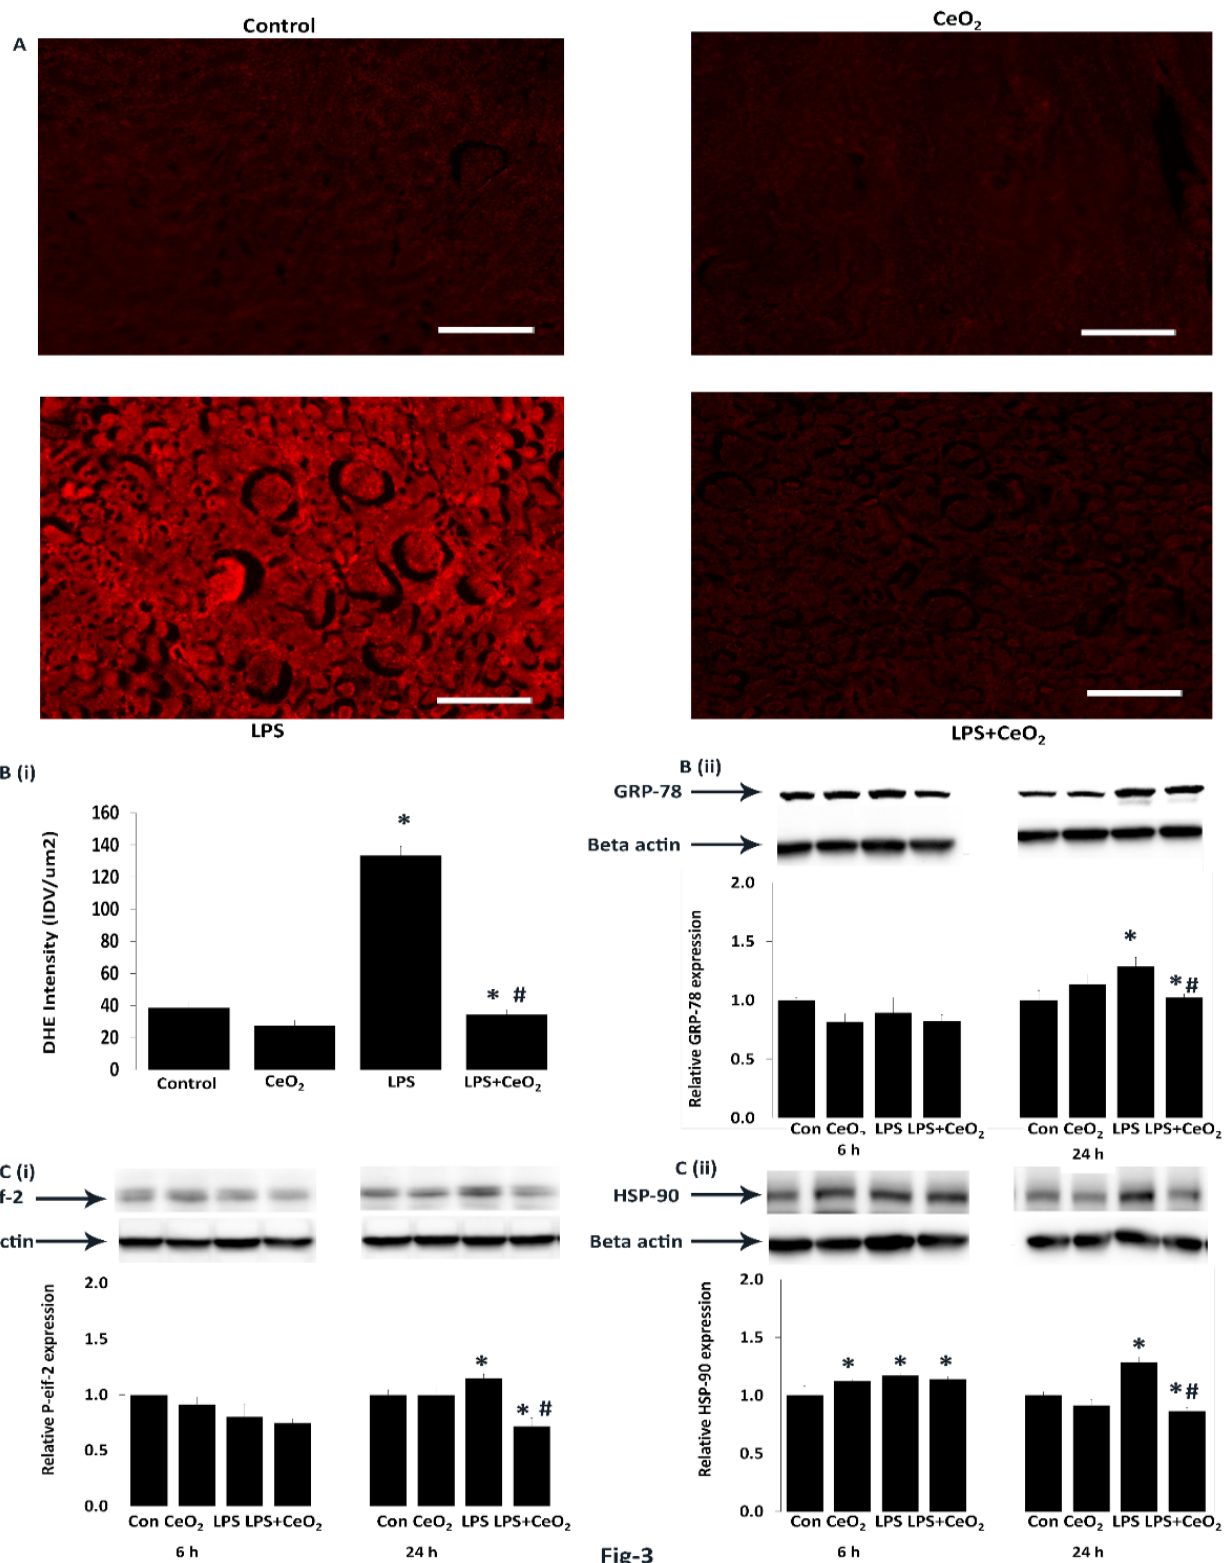 Control
CeO₂
A
LPS
LPS+CeO₂
B (i)
DHE Intensity (IDV/um2)
160
140
120
100
80
60
40
20
0
*
* #
Control CeO₂ LPS LPS+CeO₂
B (ii)
GRP-78
Beta actin
Relative GRP-78 expression
2.0
1.5
1.0
0.5
0.0
*
*#
Con CeO₂ LPS LPS+CeO₂
6 h
Con CeO₂ LPS LPS+CeO₂
24 h
C (i)
f-2
ctin
Relative P-eif-2 expression
2.0
1.5
1.0
0.5
0.0
*
* #
Con CeO₂ LPS LPS+CeO₂
6 h
Con CeO₂ LPS LPS+CeO₂
24 h
C (ii)
HSP-90
Beta actin
Relative HSP-90 expression
2.0
1.5
1.0
0.5
0.0
* * *
*
*#
Con CeO₂ LPS LPS+CeO₂
6 h
Con CeO₂ LPS LPS+CeO₂
24 h
Fig-3